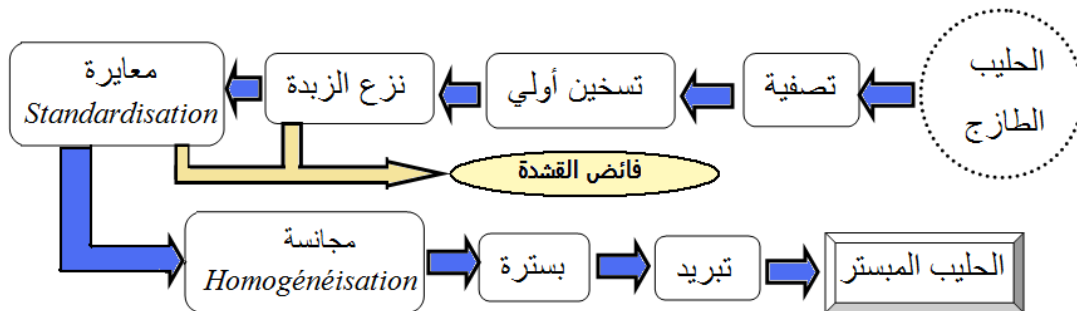 الحليب
الطازج
تصفية
تسخين أولي
نزع الزبدة
معايرة
Standardisation
فائض القشدة
مجانسة
Homogénéisation
بسترة
تبريد
الحليب المبستر